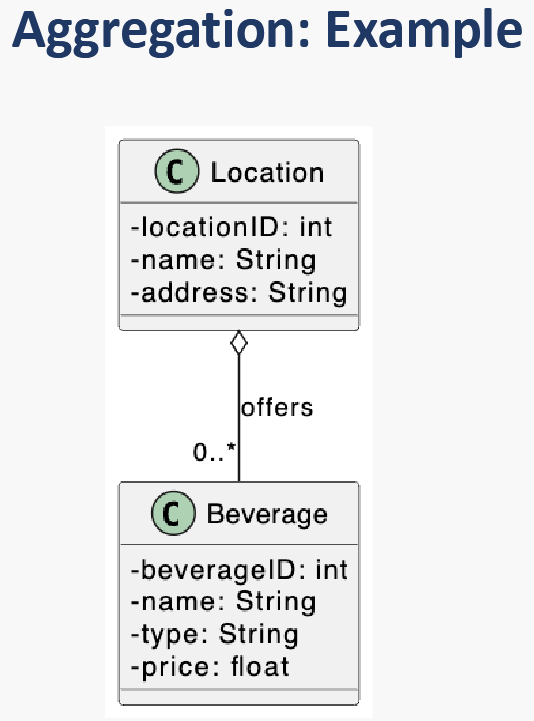 Aggregation: Example
C Location
-locationID: int
-name: String
-address: String
offers
0..*
C Beverage
-beverageID: int
-name: String
-type: String
-price: float